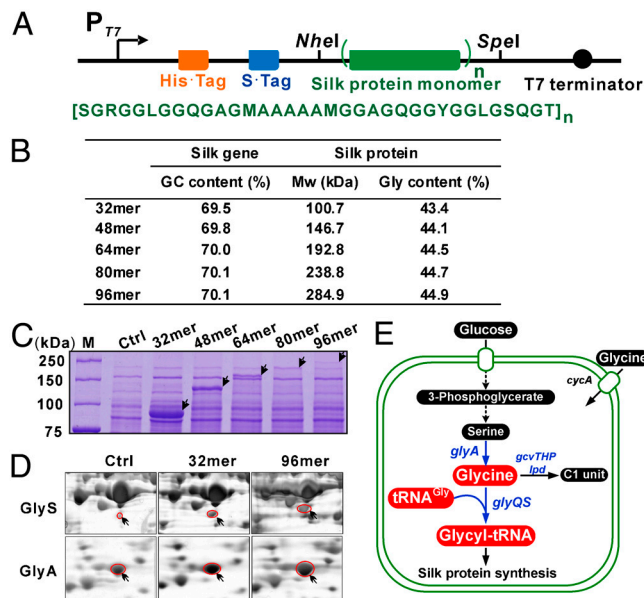 A
P T7
NheI
SpeI
His·Tag
S·Tag
Silk protein monomer
n
T7 terminator
[SGRGGLGGQGAGMAAAAAMGGAGQGGYGGLGSQGT]n
B
Silk gene Silk protein
GC content (%) Mw (kDa) Gly content (%)
32mer 69.5 100.7 43.4
48mer 69.8 146.7 44.1
64mer 70.0 192.8 44.5
80mer 70.1 238.8 44.7
96mer 70.1 284.9 44.9
C
(kDa) M Ctrl 32mer 48mer 64mer 80mer 96mer
250
150
100
75
D
Ctrl 32mer 96mer
GlyS
GlyA
E
Glucose
Glycine
cycA
3-Phosphoglycerate
Serine
glyA
gcvTHP
lpd
Glycine
C1 unit
tRNA Gly
glyQS
Glycyl-tRNA
Silk protein synthesis